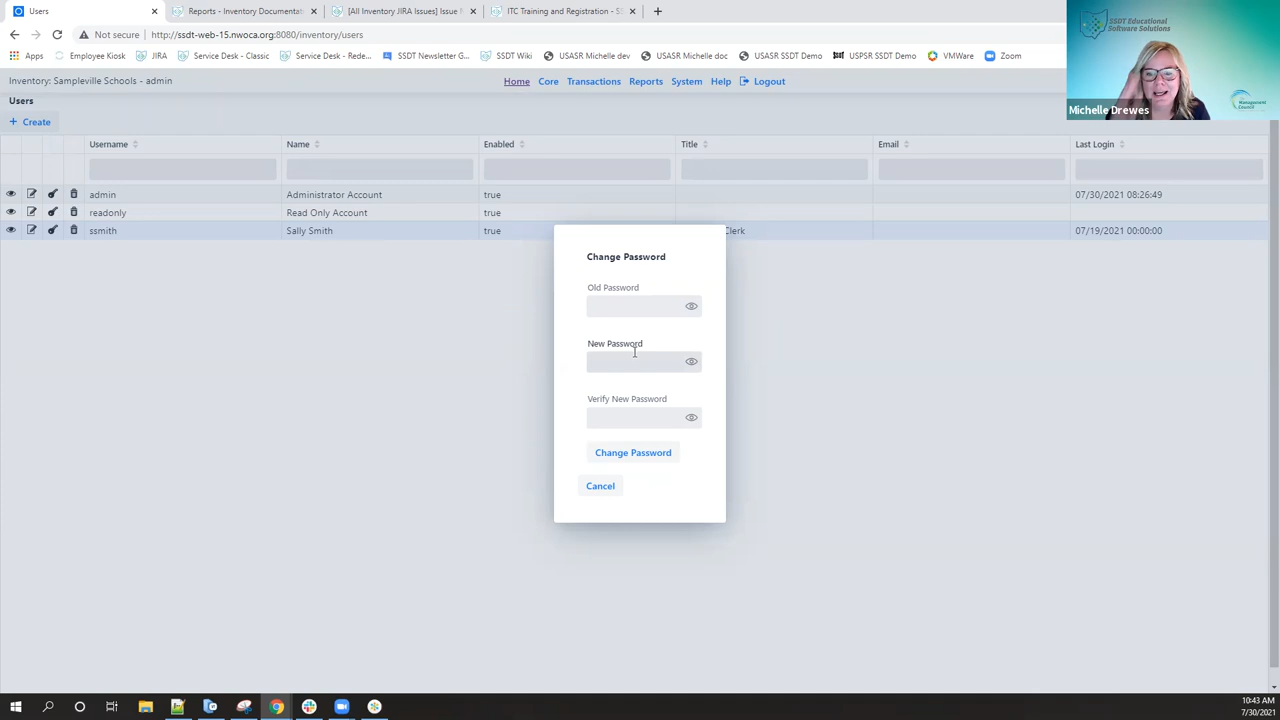 Users
Reports - Inventory Documentat
[All Inventory JIRA Issues] Issue N
ITC Training and Registration - SS
Not secure | http://ssdt-web-15.nwoca.org:8080/inventory/users
Apps Employee Kiosk JIRA Service Desk - Classic Service Desk - Rede... SSDT Newsletter G... SSDT Wiki USASR Michelle dev USASR Michelle doc USASR SSDT Demo USPSR SSDT Demo VMWare Zoom
SSDT Educational
Software Solutions
Management
Council
Michelle Drewes
Inventory: Sampleville Schools - admin
Home Core Transactions Reports System Help Logout
Users
+ Create
Username Name Enabled Title Email Last Login
admin Administrator Account true 07/30/2021 08:26:49
readonly Read Only Account true
ssmith Sally Smith true Clerk 07/19/2021 00:00:00
Change Password
Old Password
New Password
Verify New Password
Change Password
Cancel
10:43 AM
7/30/2021